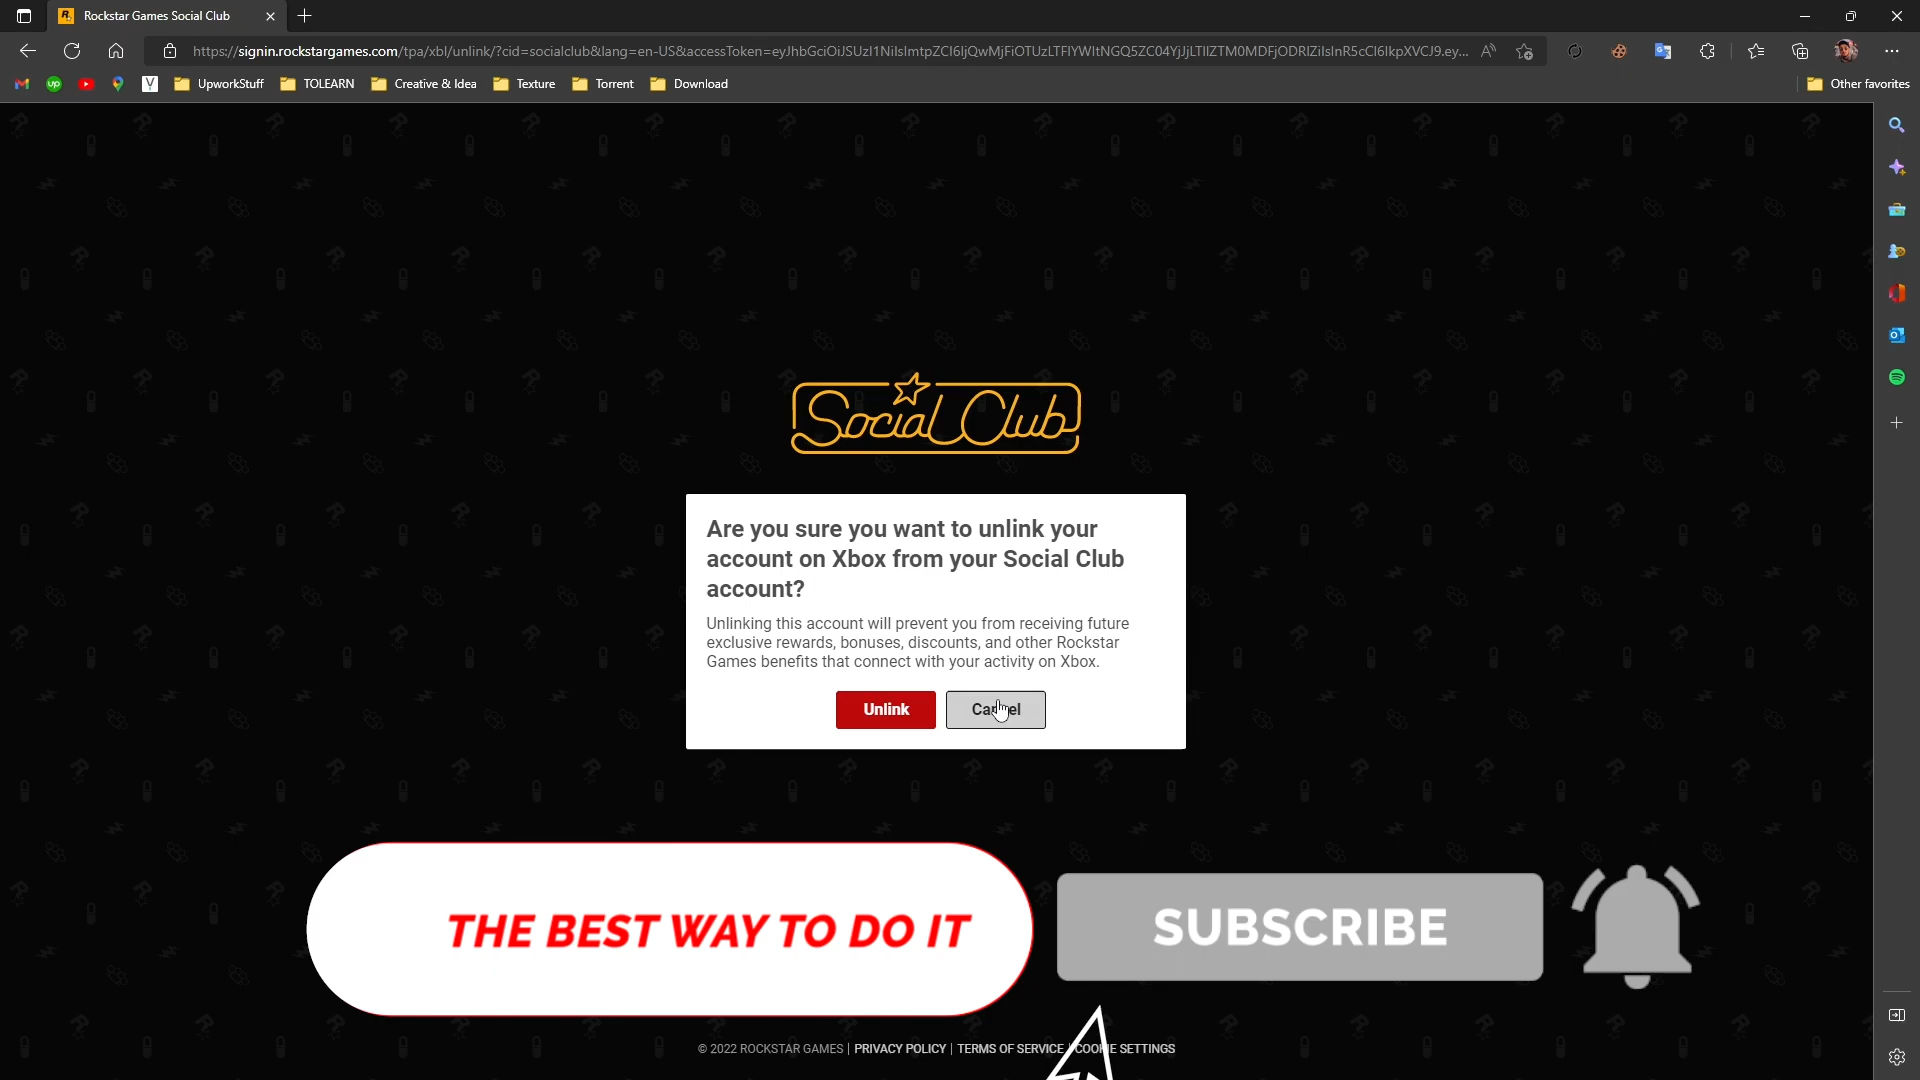 Rockstar Games Social Club
https://signin.rockstargames.com/tpa/xbl/unlink/?cid=socialclub&lang=en-US&accessToken=
UpworkStuff TOLEARN Creative & Idea Texture Torrent Download Other favorites
Social Club
Are you sure you want to unlink your
account on Xbox from your Social Club
account?
Unlinking this account will prevent you from receiving future
exclusive rewards, bonuses, discounts, and other Rockstar
Games benefits that connect with your activity on Xbox.
Unlink Cancel
THE BEST WAY TO DO IT
SUBSCRIBE
© 2022 ROCKSTAR GAMES | PRIVACY POLICY | TERMS OF SERVICE | COOKIE SETTINGS